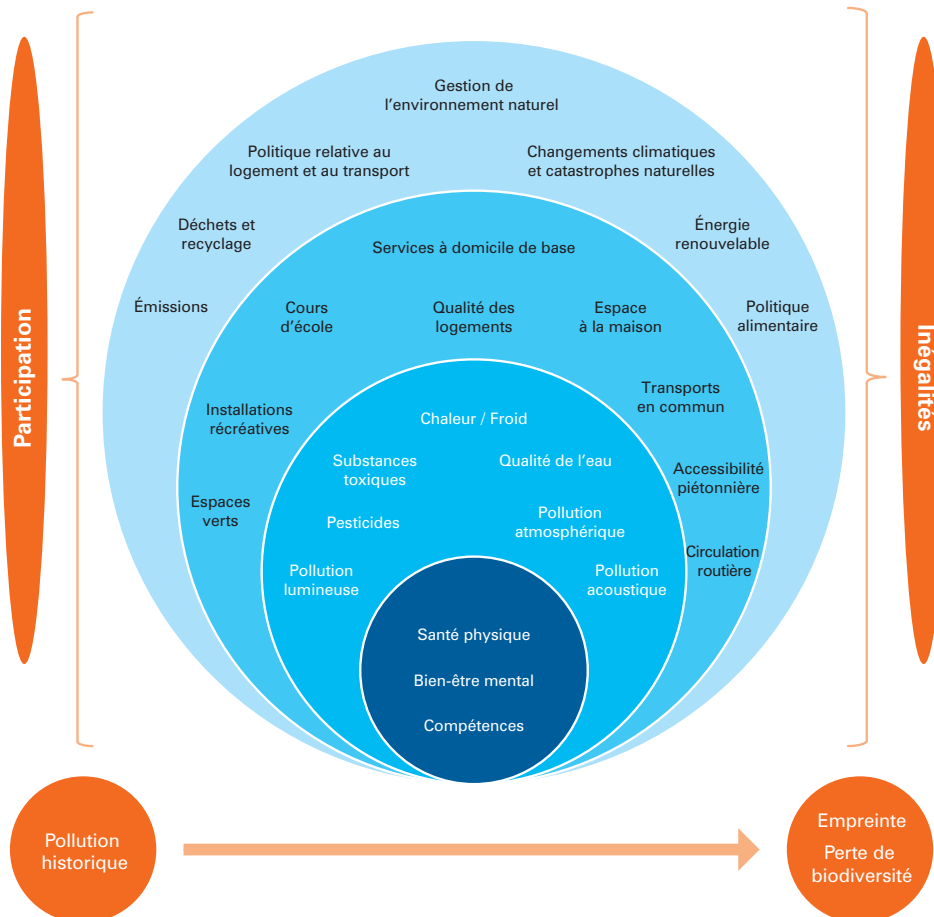 Gestion de
l'environnement naturel
Politique relative au
logement et au transport
Changements climatiques
et catastrophes naturelles
Déchets et
recyclage
Énergie
renouvelable
Émissions
Politique
alimentaire
Services à domicile de base
Cours
d'école
Qualité des
logements
Espace
à la maison
Installations
récréatives
Transports
en commun
Espaces
verts
Accessibilité
piétonnière
Circulation
routière
Chaleur / Froid
Substances
toxiques
Qualité de l'eau
Pesticides
Pollution
atmosphérique
Pollution
lumineuse
Pollution
acoustique
Santé physique
Bien-être mental
Compétences
Participation
Inégalités
Pollution
historique
Empreinte
Perte de
biodiversité